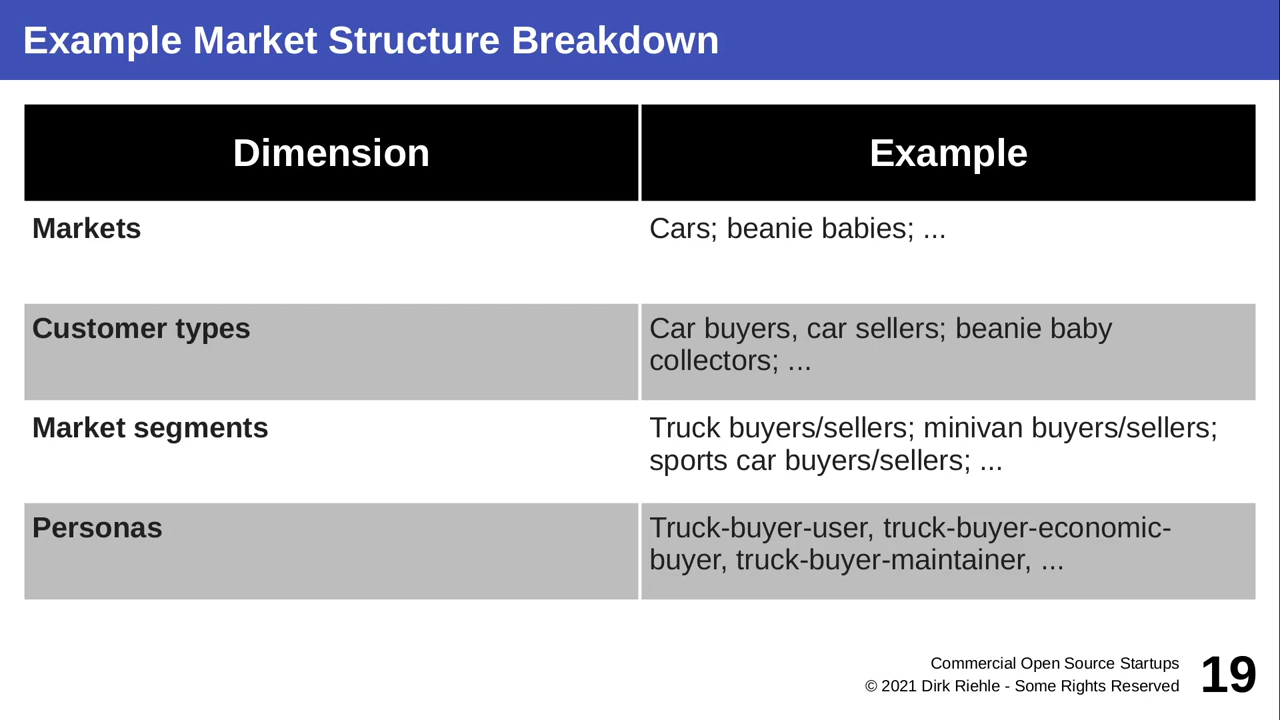 Example Market Structure Breakdown
Dimension
Example
Markets
Cars; beanie babies; ...
Customer types
Car buyers, car sellers; beanie baby
collectors; ...
Market segments
Truck buyers/sellers; minivan buyers/sellers;
sports car buyers/sellers; ...
Personas
Truck-buyer-user, truck-buyer-economic-
buyer, truck-buyer-maintainer, ...
Commercial Open Source Startups
© 2021 Dirk Riehle - Some Rights Reserved
19